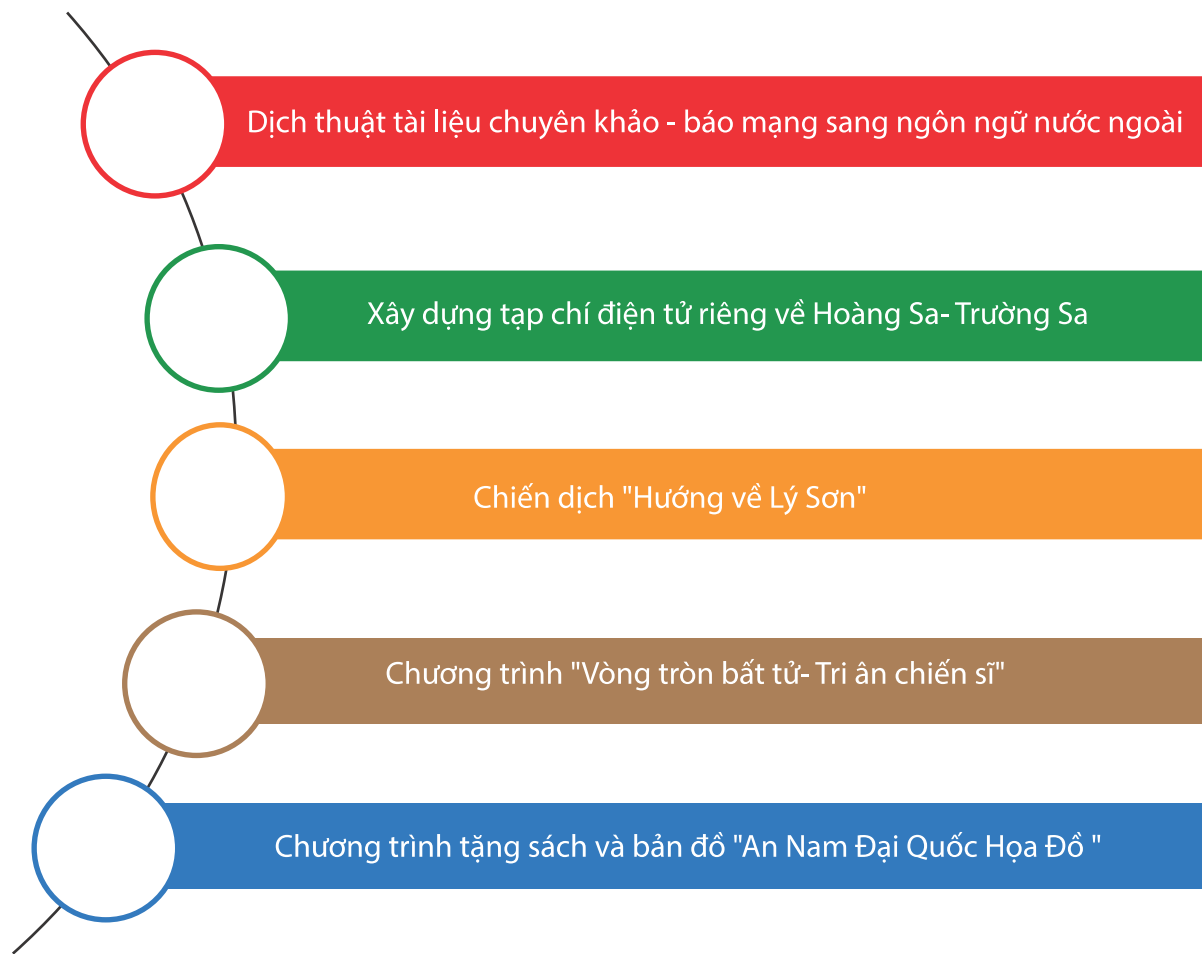 Dịch thuật tài liệu chuyên khảo - báo mạng sang ngôn ngữ nước ngoài
Xây dựng tạp chí điện tử riêng về Hoàng Sa- Trường Sa
Chiến dịch "Hướng về Lý Sơn"
Chương trình "Vòng tròn bất tử- Tri ân chiến sĩ"
Chương trình tặng sách và bản đồ "An Nam Đại Quốc Họa Đồ "